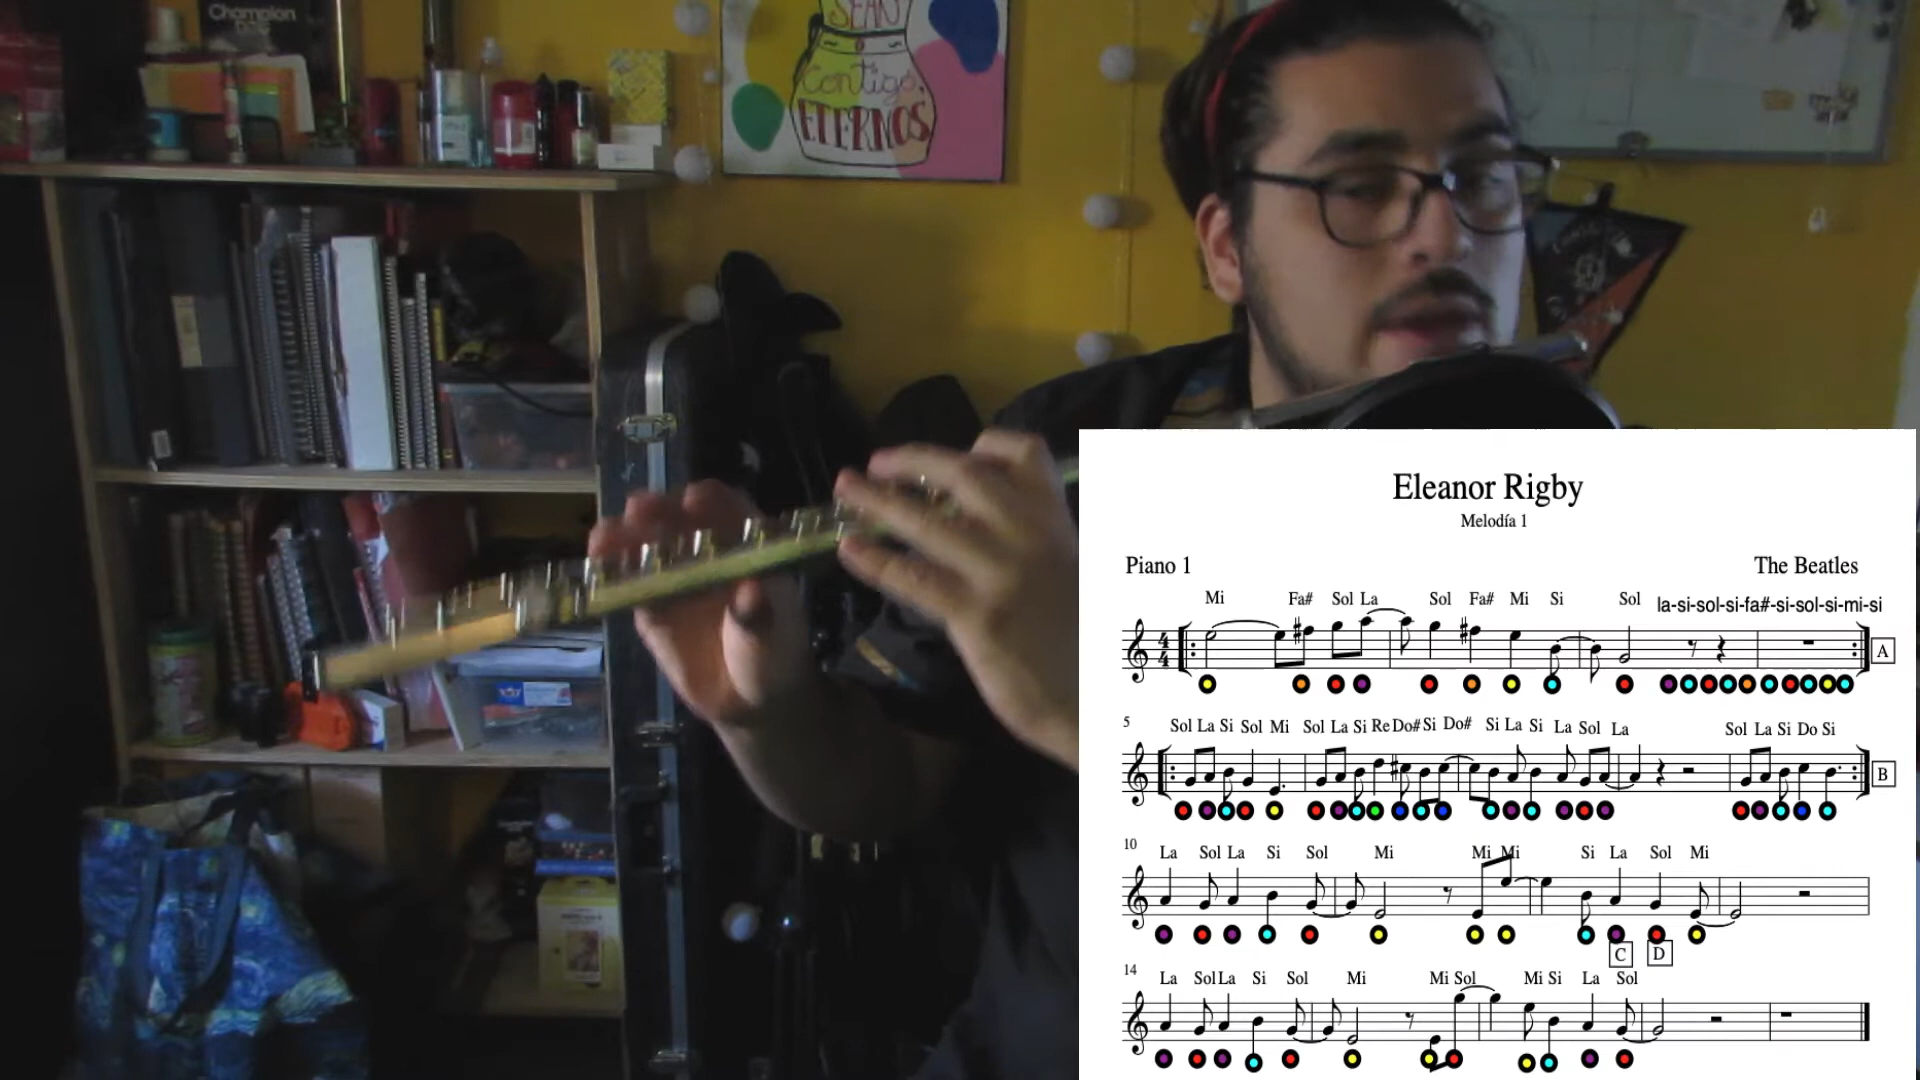 Champion
SEAN
Contigo,
ETERNOS
Eleanor Rigby
Melodía 1
Piano 1
The Beatles
Mi Fa# Sol La Sol Fa# Mi Si Sol la-si-sol-si-fa#-si-sol-si-mi-si
4
4
A
5
Sol La Si Sol Mi Sol La Si Re Do# Si Do# Si La Si La Sol La Sol La Si Do Si
B
10
La Sol La Si Sol Mi Mi Mi Si La Sol Mi
C D
14
La Sol La Si Sol Mi Mi Sol Mi Si La Sol